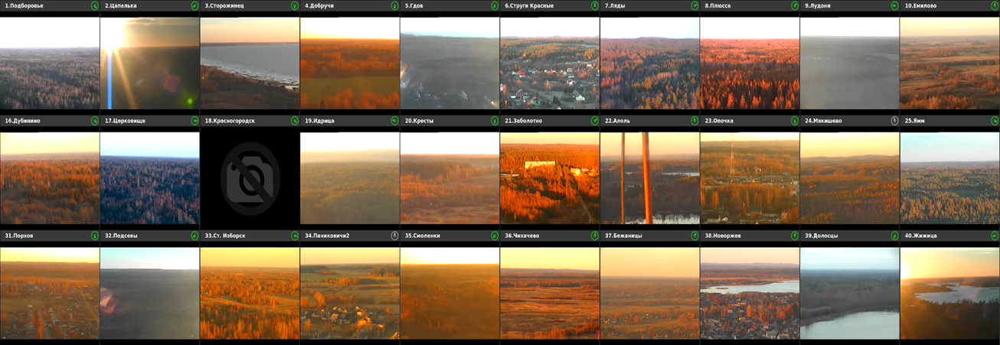 1.Подборовье
2.Цапелька
3.Сторожинец
4.Добручи
5.Гдов
6.Струги Красные
7.Ляды
8.Плюсса
9.Лудони
10.Емилово
16.Дубинино
17.Церковище
18.Красногородск
19.Идрица
20.Кресты
21.Заболотно
22.Алоль
23.Опочка
24.Мякишево
25.Ямм
31.Порхов
32.Подсевы
33.Ст. Изборск
34.Паниковичи2
35.Смоленки
36.Чихачево
37.Бежаницы
38.Новоржев
39.Долосцы
40.Жижица